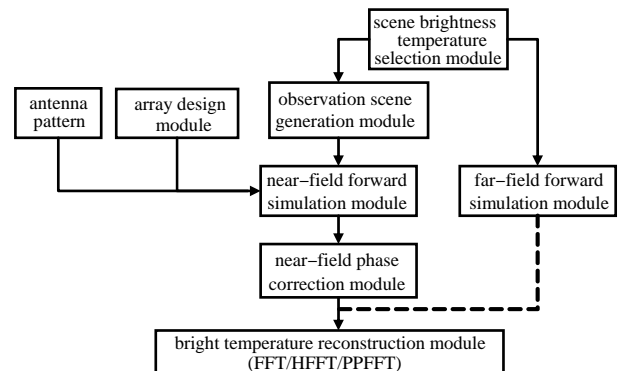 scene brightness
temperature
selection module
antenna
pattern
array design
module
observation scene
generation module
near−field forward
simulation module
far−field forward
simulation module
near−field phase
correction module
bright temperature reconstruction module
(FFT/HFFT/PPFFT)